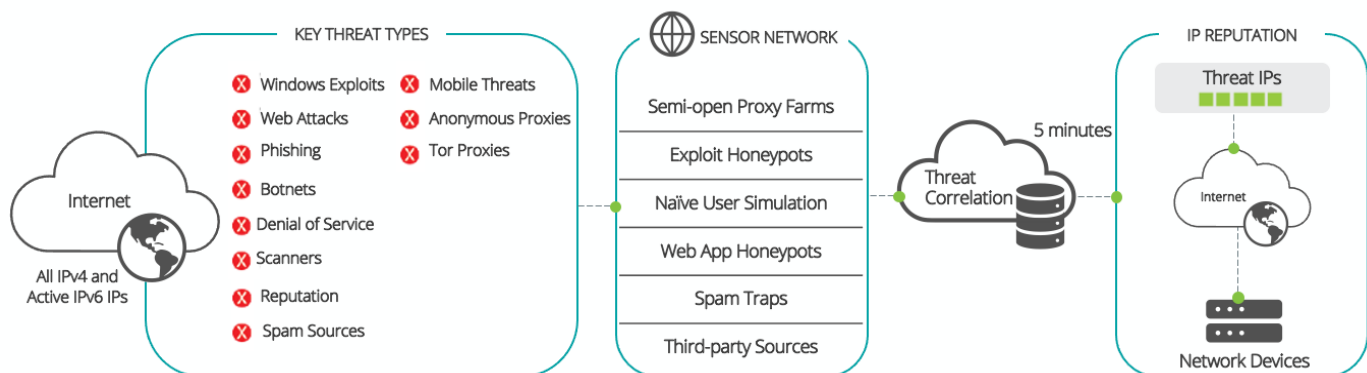 Internet
All IPv4 and
Active IPv6 IPs
KEY THREAT TYPES
Windows Exploits
Web Attacks
Phishing
Botnets
Denial of Service
Scanners
Reputation
Spam Sources
Mobile Threats
Anonymous Proxies
Tor Proxies
SENSOR NETWORK
Semi-open Proxy Farms
Exploit Honeypots
Naïve User Simulation
Web App Honeypots
Spam Traps
Third-party Sources
Threat
Correlation
5 minutes
IP REPUTATION
Threat IPs
Internet
Network Devices